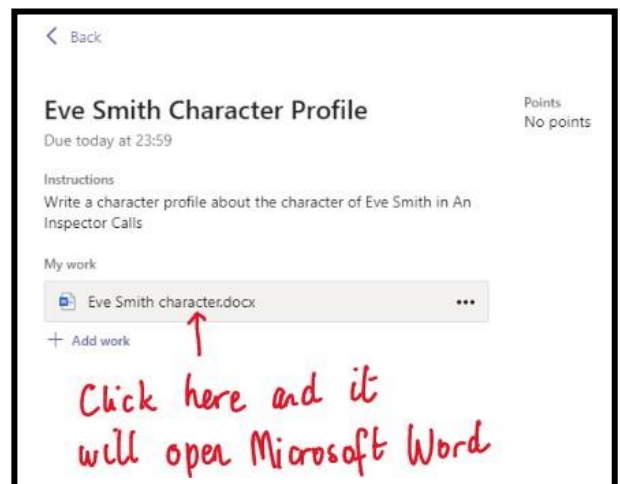 Back
Eve Smith Character Profile
Points
No points
Due today at 23:59
Instructions
Write a character profile about the character of Eve Smith in An
Inspector Calls
My work
Eve Smith character.docx
Add work
Click here and it
will open Microsoft Word